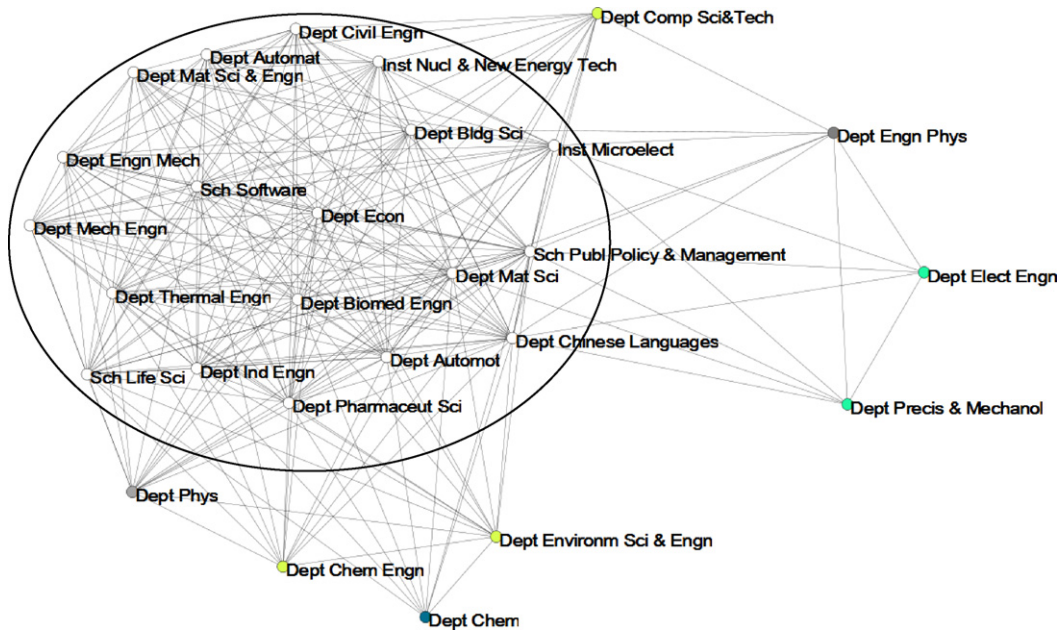 Dept Comp Sci&Tech
Dept Civil Engn
Dept Automat
Inst Nucl & New Energy Tech
Dept Mat Sci & Engn
Dept Bldg Sci
Dept Engn Phys
Inst Microelect
Dept Engn Mech
Sch Software
Dept Econ
Dept Mech Engn
Sch Publ Policy & Management
Dept Mat Sci
Dept Elect Engn
Dept Thermal Engn
Dept Biomed Engn
Dept Chinese Languages
Dept Automot
Dept Ind Engn
Sch Life Sci
Dept Pharmaceut Sci
Dept Precis & Mechanol
Dept Phys
Dept Environm Sci & Engn
Dept Chem Engn
Dept Chem